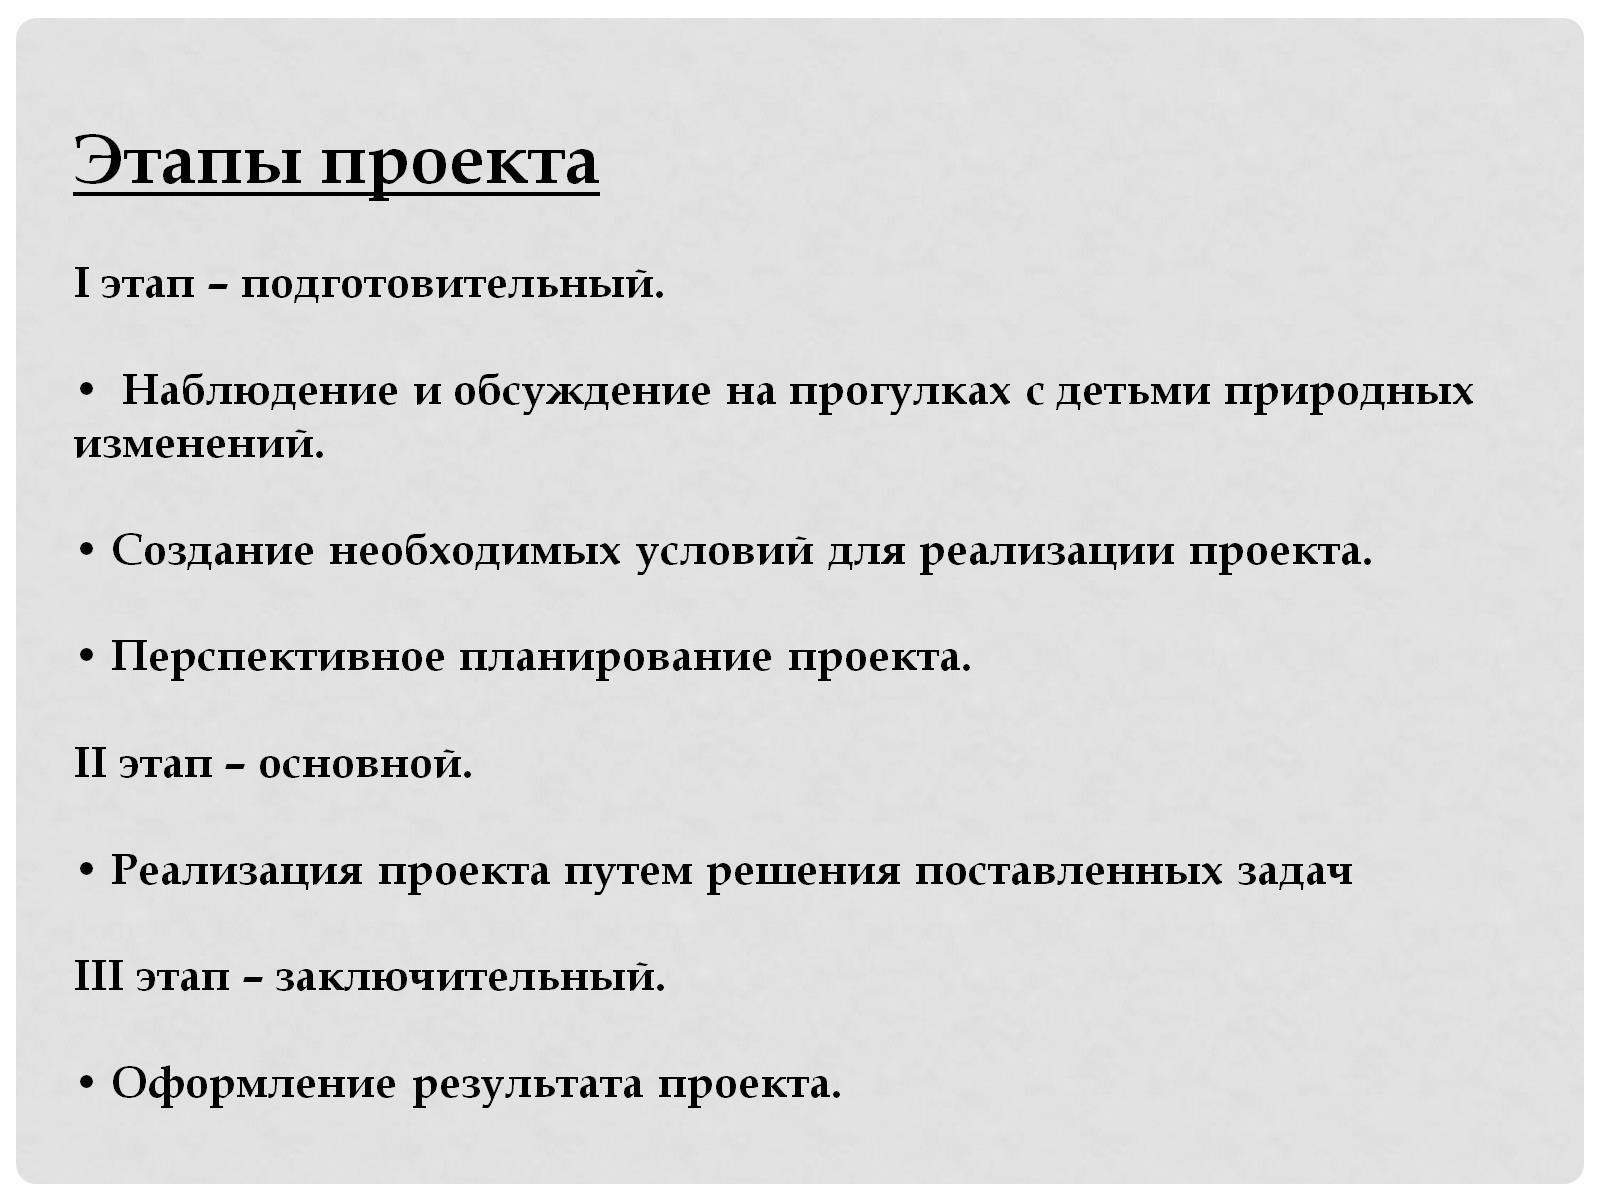 Этапы проекта
I этап – подготовительный.
•  Наблюдение и обсуждение на прогулках с детьми природных
изменений.
• Создание необходимых условий для реализации проекта.
• Перспективное планирование проекта.
II этап – основной.
• Реализация проекта путем решения поставленных задач
III этап – заключительный.
• Оформление результата проекта.